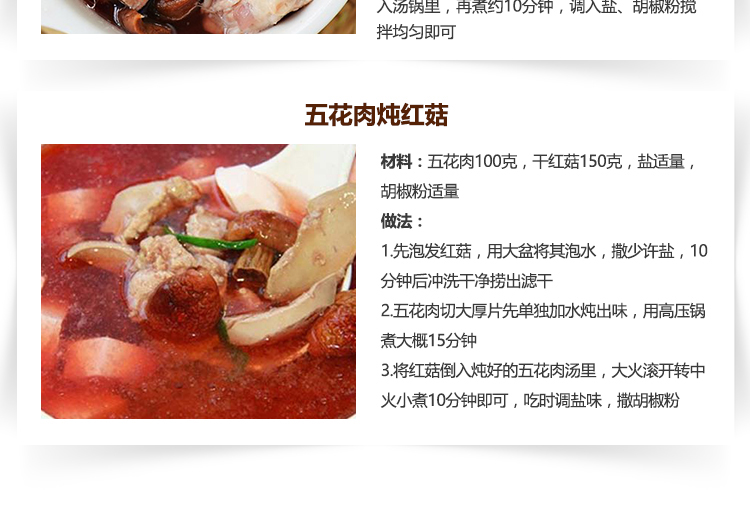 入汤锅里，再煮约10分钟，调入盐、胡椒粉搅
拌均匀即可
五花肉炖红菇
材料：五花肉100克，干红菇150克，盐适量，
胡椒粉适量
做法：
1.先泡发红菇，用大盆将其泡水，撒少许盐，10
分钟后冲洗干净捞出滤干
2.五花肉切大厚片先单独加水炖出味，用高压锅
煮大概15分钟
3.将红菇倒入炖好的五花肉汤里，大火滚开转中
火小煮10分钟即可，吃时调盐味，撒胡椒粉